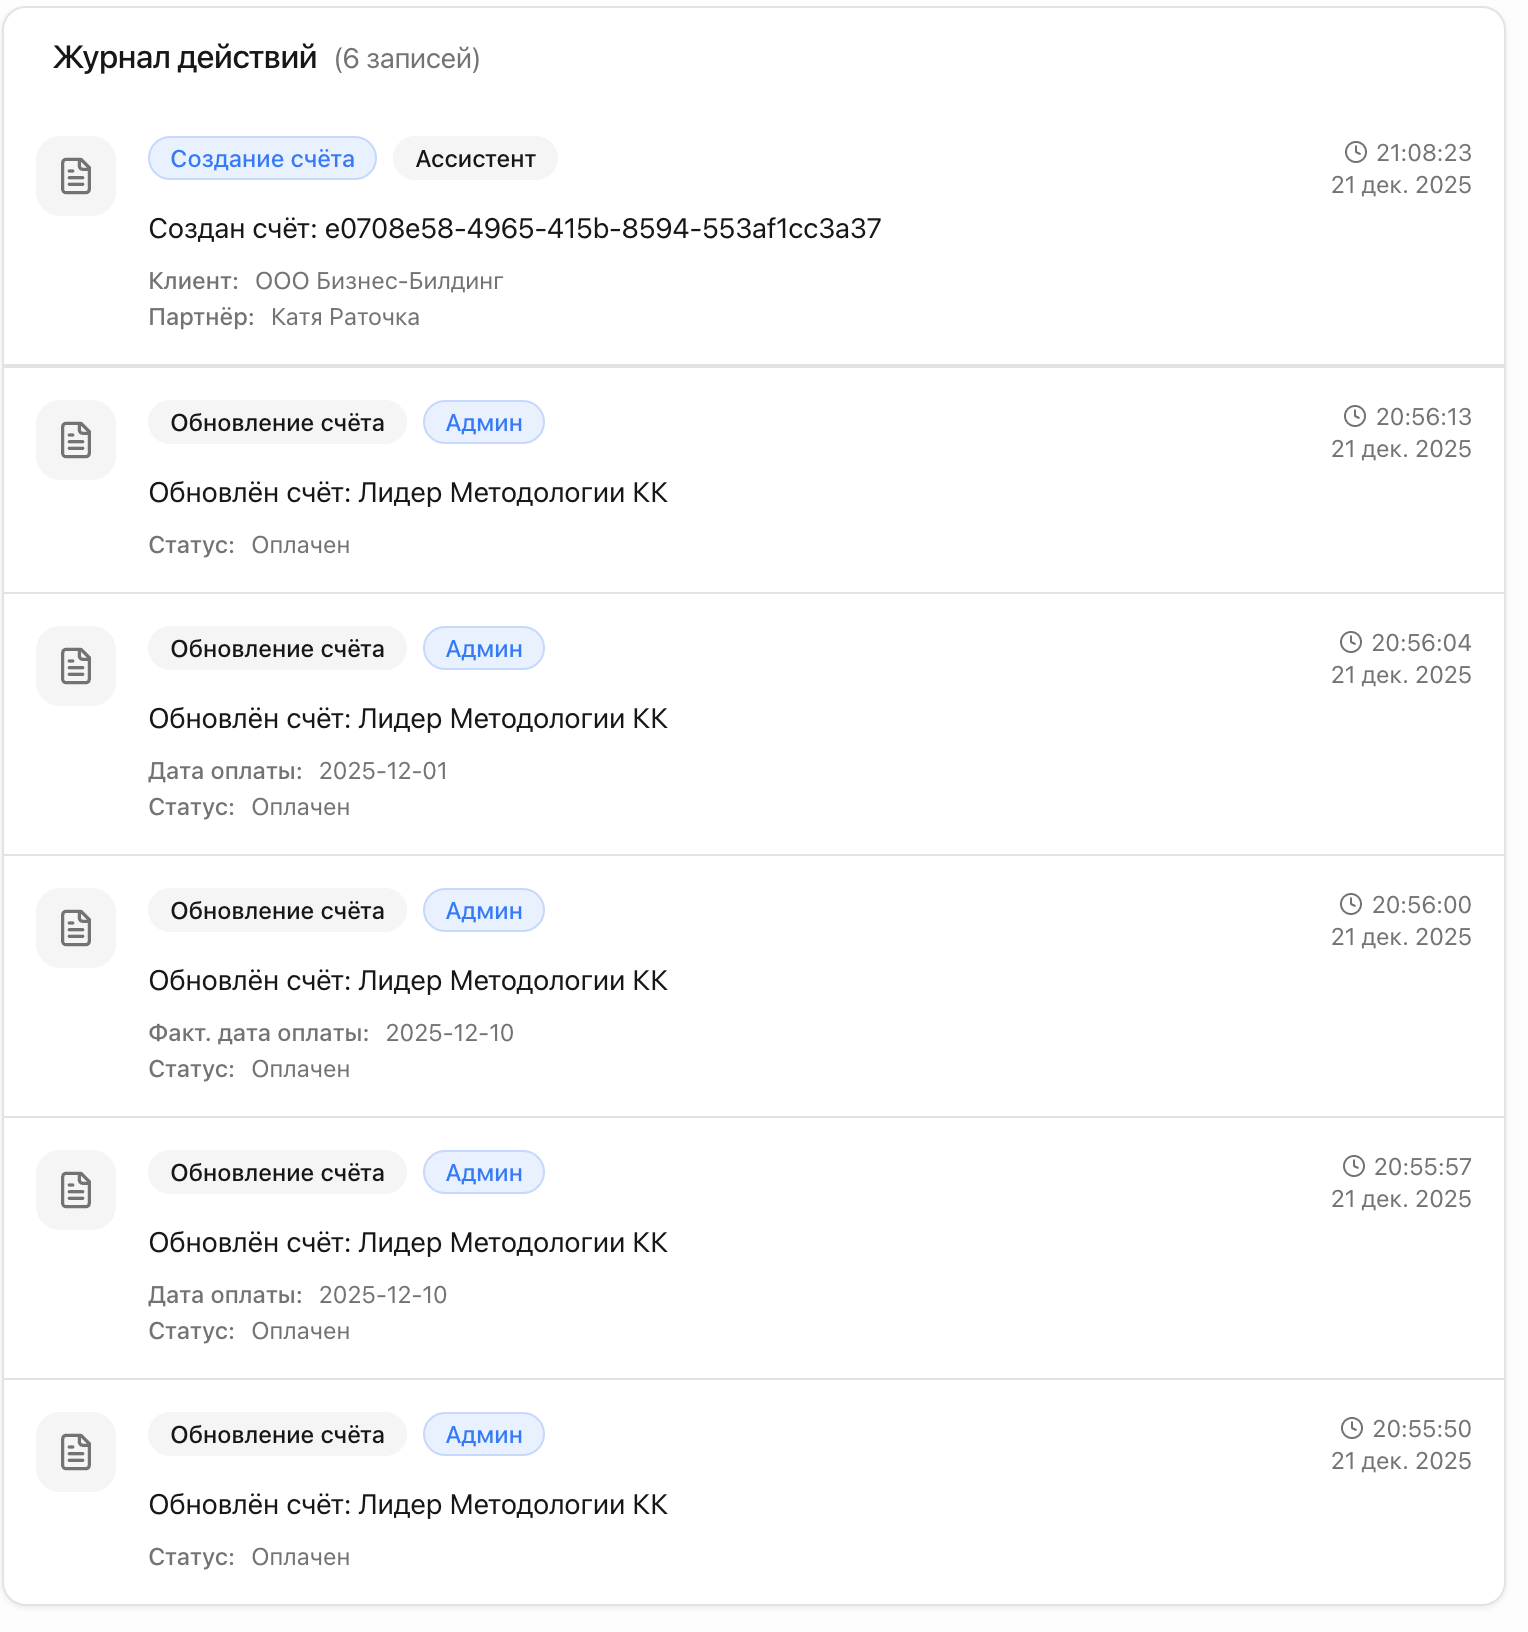 Журнал действий (6 записей)
Создание счёта Ассистент 21:08:23
21 дек. 2025
Создан счёт: e0708e58-4965-415b-8594-553af1cc3a37
Клиент: ООО Бизнес-Билдинг
Партнёр: Катя Раточка
Обновление счёта Админ 20:56:13
21 дек. 2025
Обновлён счёт: Лидер Методологии КК
Статус: Оплачен
Обновление счёта Админ 20:56:04
21 дек. 2025
Обновлён счёт: Лидер Методологии КК
Дата оплаты: 2025-12-01
Статус: Оплачен
Обновление счёта Админ 20:56:00
21 дек. 2025
Обновлён счёт: Лидер Методологии КК
Факт. дата оплаты: 2025-12-10
Статус: Оплачен
Обновление счёта Админ 20:55:57
21 дек. 2025
Обновлён счёт: Лидер Методологии КК
Дата оплаты: 2025-12-10
Статус: Оплачен
Обновление счёта Админ 20:55:50
21 дек. 2025
Обновлён счёт: Лидер Методологии КК
Статус: Оплачен